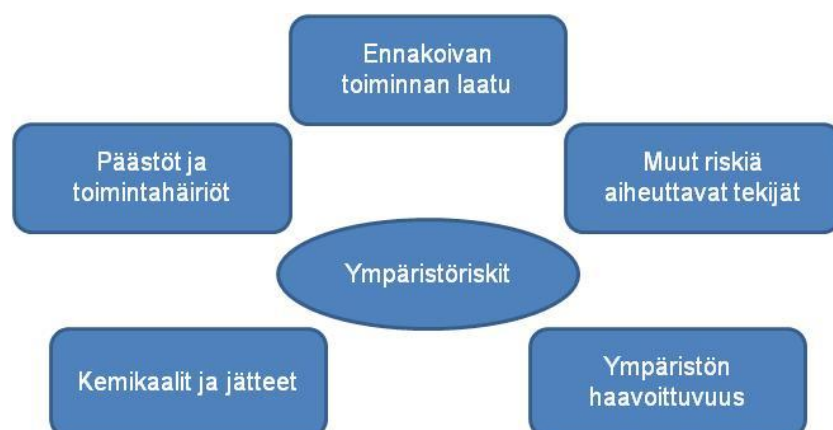 Ennakoivan
toiminnan laatu
Päästöt ja
toimintahäiriöt
Muut riskiä
aiheuttavat tekijät
Ympäristöriskit
Kemikaalit ja jätteet
Ympäristön
haavoittuvuus